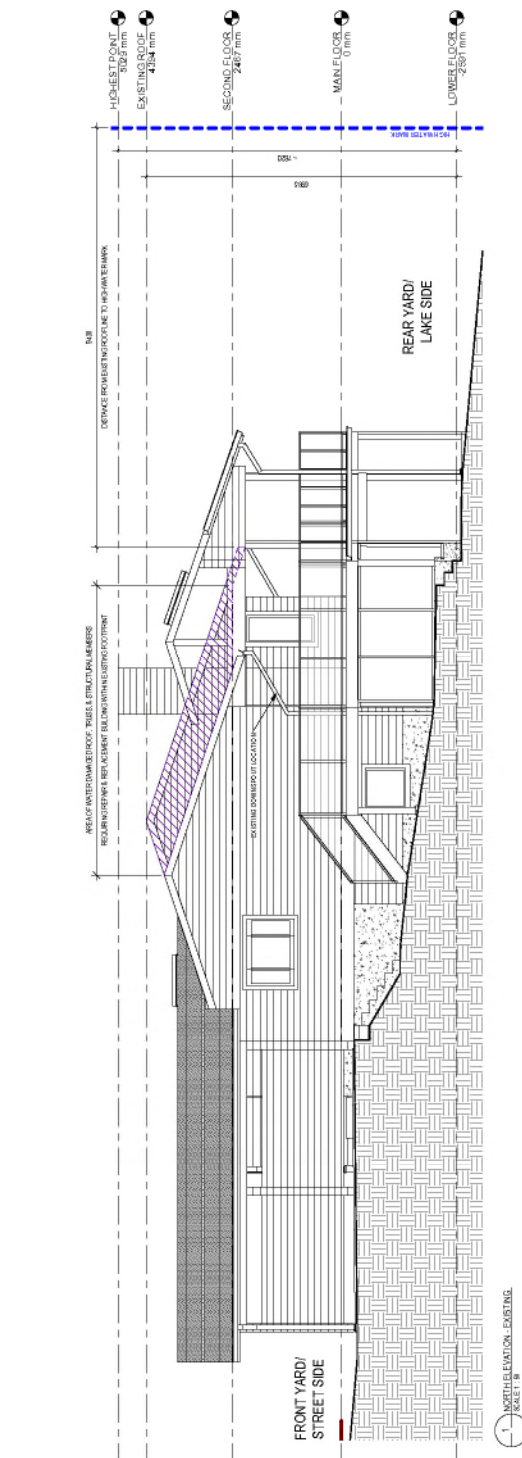 HIGHEST POINT
5029 mm
EXISTING ROOF
4394 mm
SECOND FLOOR
2467 mm
MAIN FLOOR
0 mm
LOWER FLOOR
-2591 mm
HIGH WATER MARK
DISTANCE FROM EXISTING ROOFLINE TO HIGH WATER MARK
AREA OF WATER DAMAGED ROOF, TRUSS, & STRUCTURAL MEMBERS
REQUIRING REPAIR & REPLACEMENT BUILDING WITHIN EXISTING FOOTPRINT
EXISTING DOWNSPOUT LOCATION
REAR YARD/
LAKE SIDE
FRONT YARD/
STREET SIDE
1
NORTH ELEVATION - EXISTING